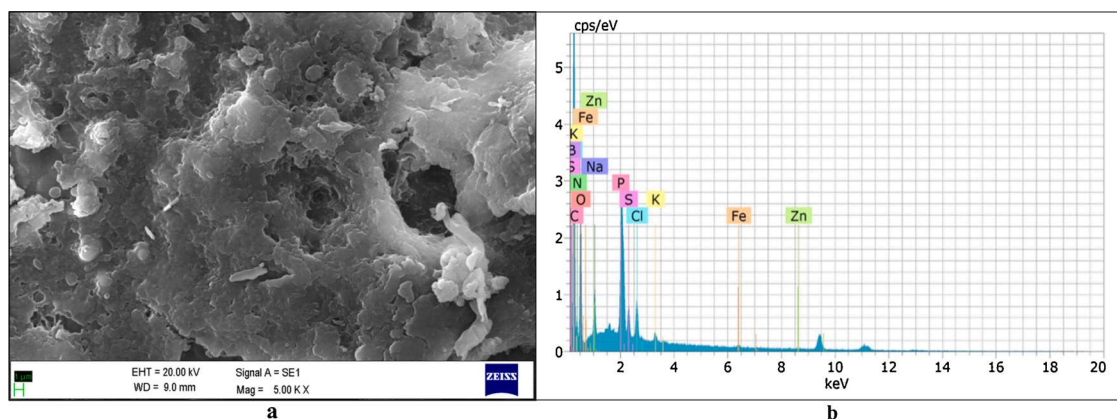 1 µm
EHT = 20.00 kV Signal A = SE1
WD = 9.0 mm Mag = 5.00 K X
ZEISS
a
cps/eV
5
4
3
2
1
0
Zn
Fe
K
B
S Na
N P
O S K
C Cl Fe Zn
2 4 6 8 10 12 14 16 18 20
keV
b